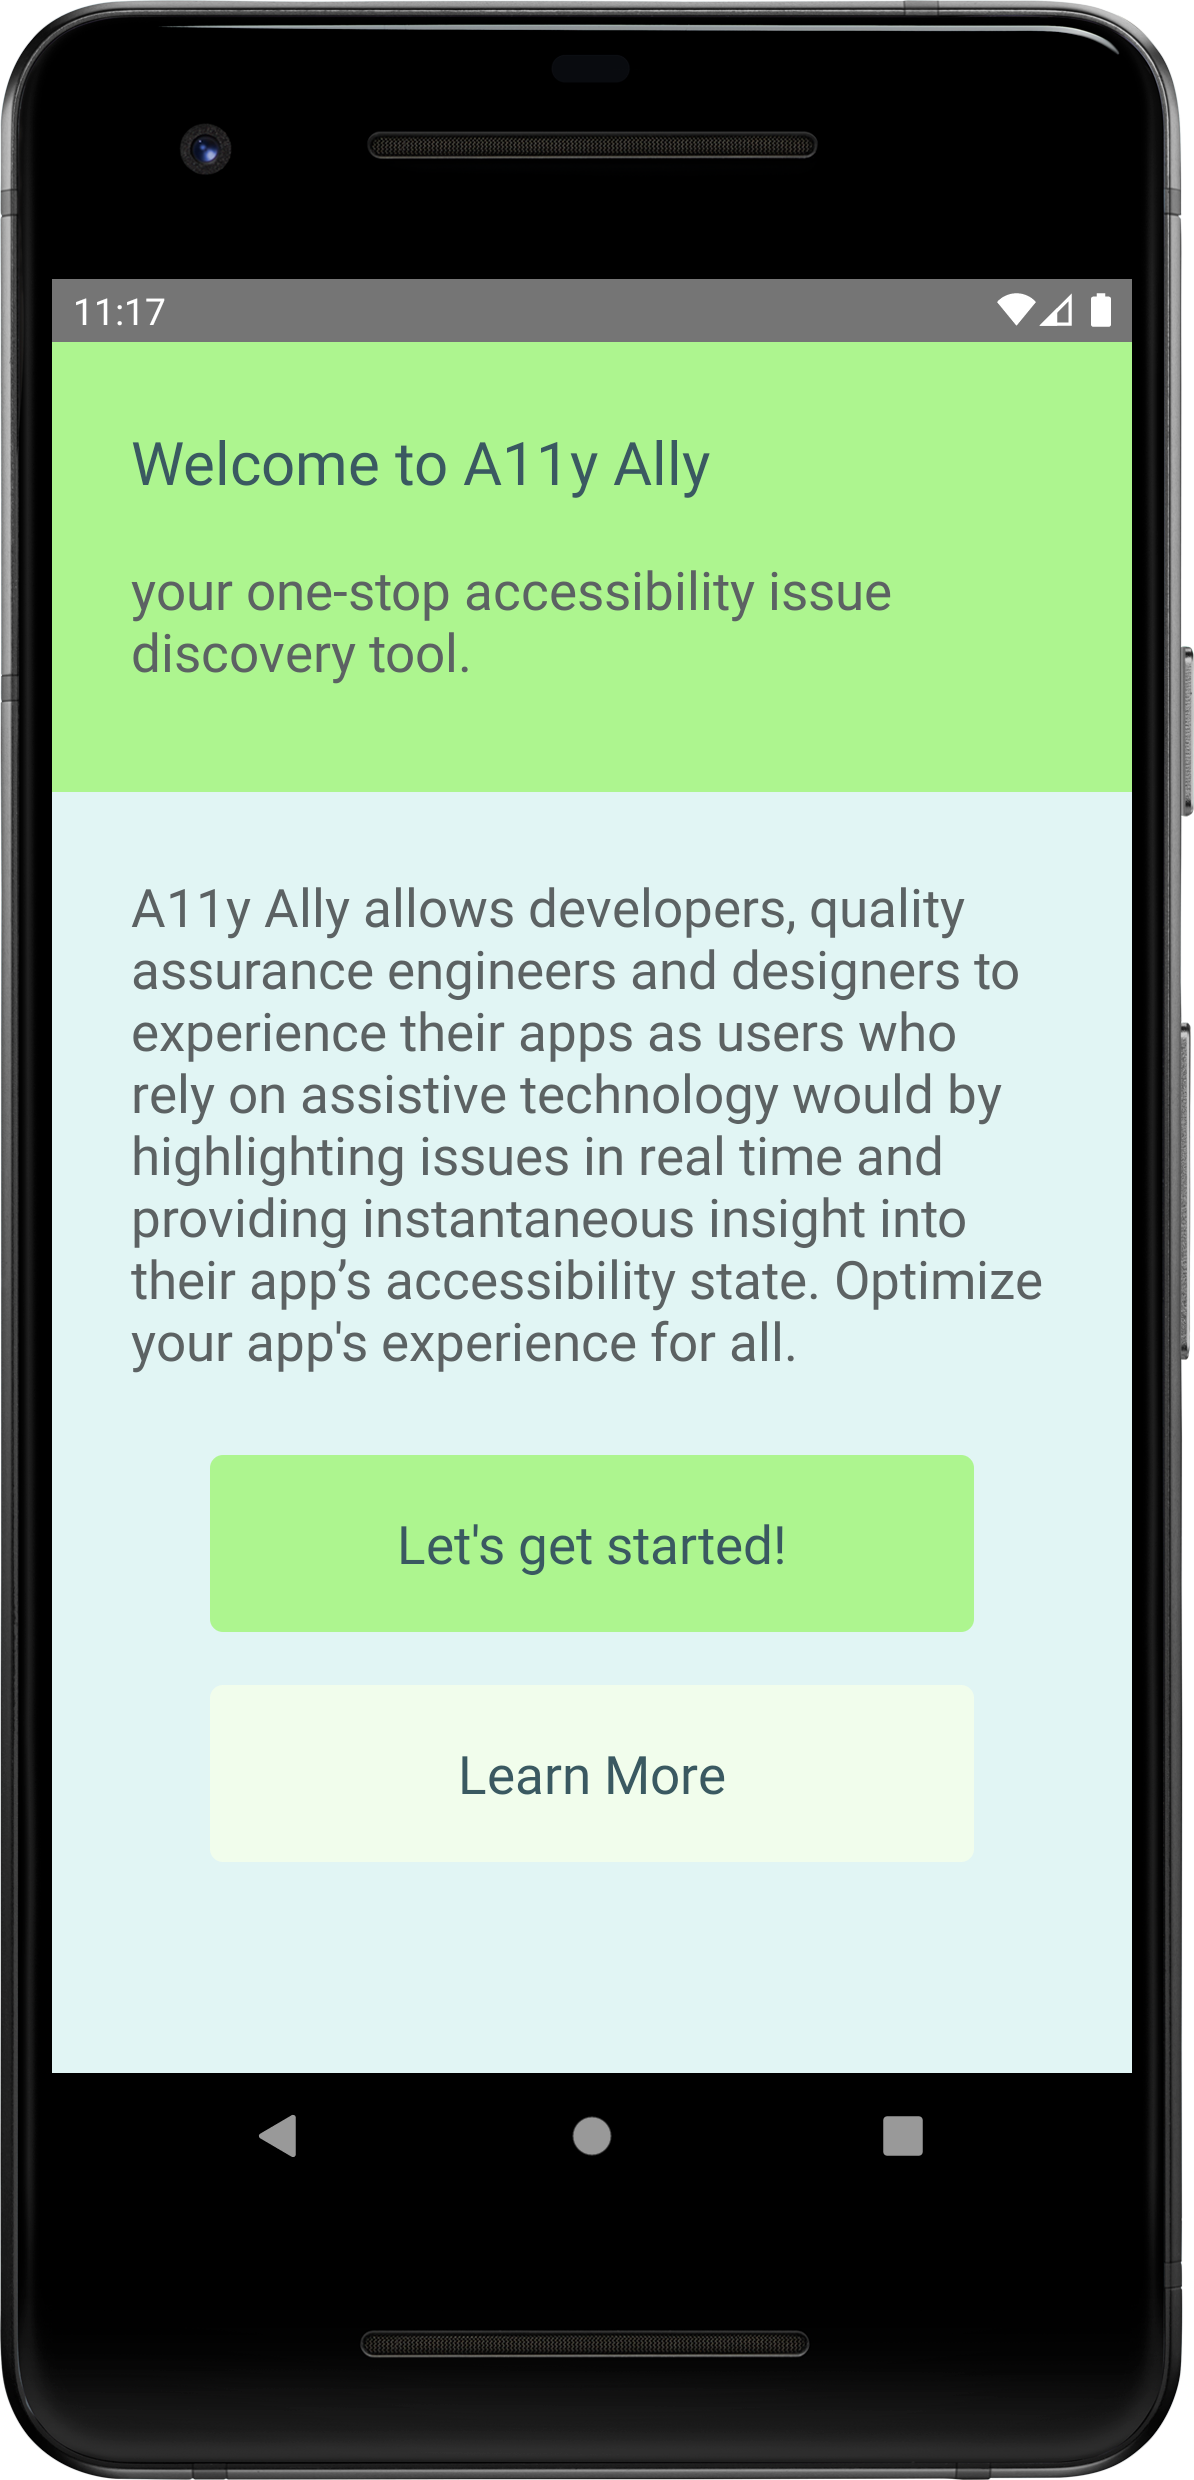 11:17
Welcome to A11y Ally
your one-stop accessibility issue
discovery tool.
A11y Ally allows developers, quality
assurance engineers and designers to
experience their apps as users who
rely on assistive technology would by
highlighting issues in real time and
providing instantaneous insight into
their app’s accessibility state. Optimize
your app's experience for all.
Let's get started!
Learn More